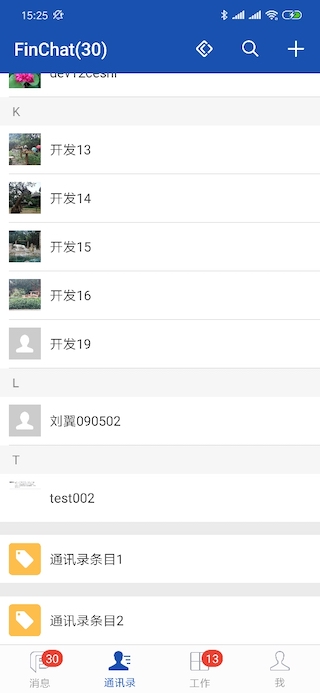 15:25
FinChat(30)
dev12ceshi
K
开发13
开发14
开发15
开发16
开发19
L
刘翼090502
T
test002
通讯录条目1
通讯录条目2
30
13
消息
通讯录
工作
我